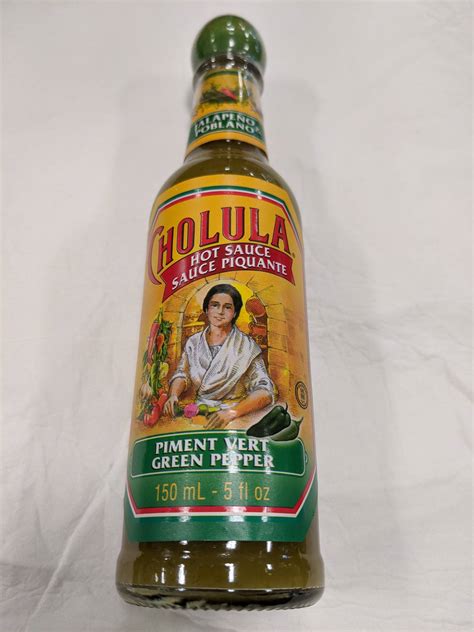 JALAPEÑO
POBLANO
CHOLULA
HOT SAUCE
SAUCE PIQUANTE
PIMENT VERT
GREEN PEPPER
150 mL - 5 fl oz